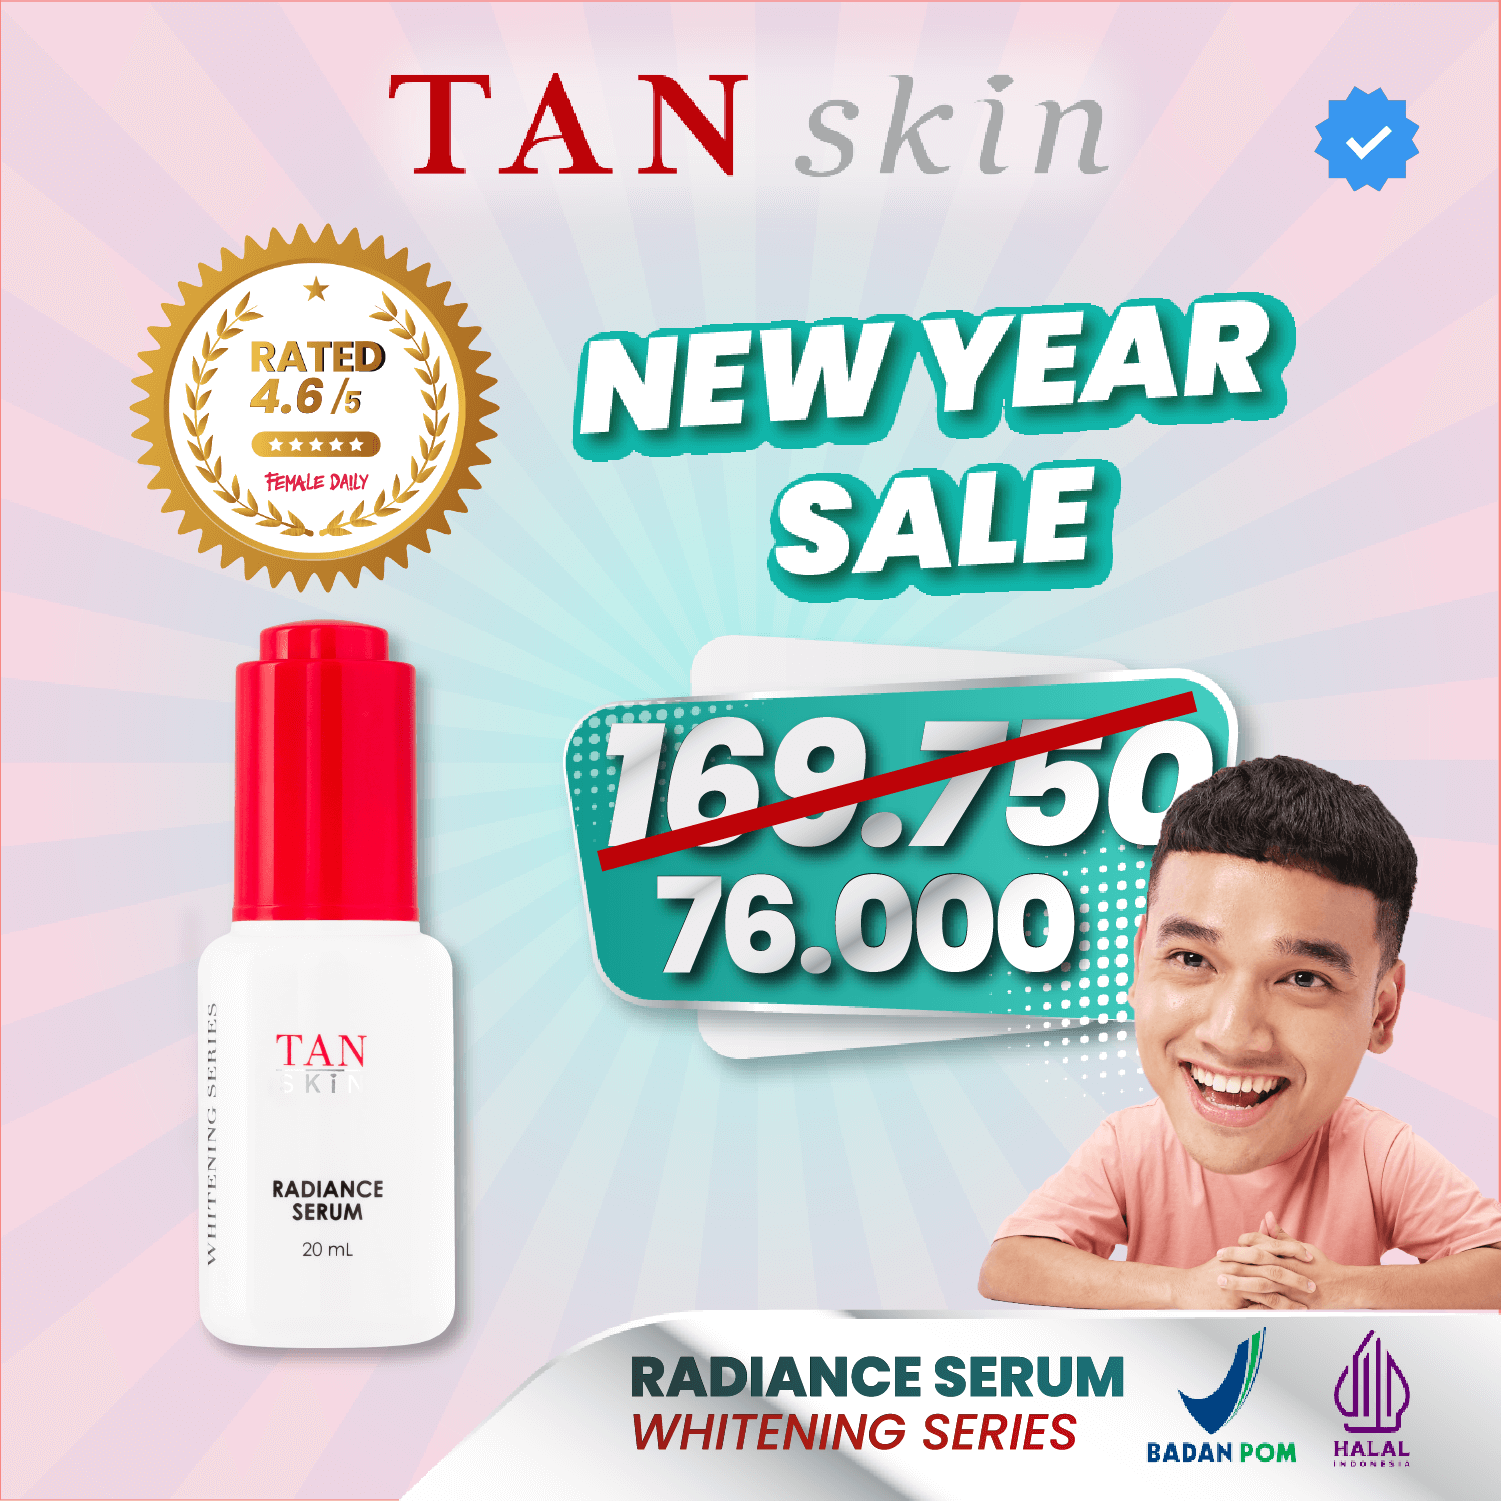 TAN skin
RATED
4.6/5
FEMALE DAILY
NEW YEAR
SALE
169.750
76.000
WHITENING SERIES
TAN
SKiN
RADIANCE
SERUM
20 mL
RADIANCE SERUM
WHITENING SERIES
BADAN POM
HALAL
INDONESIA